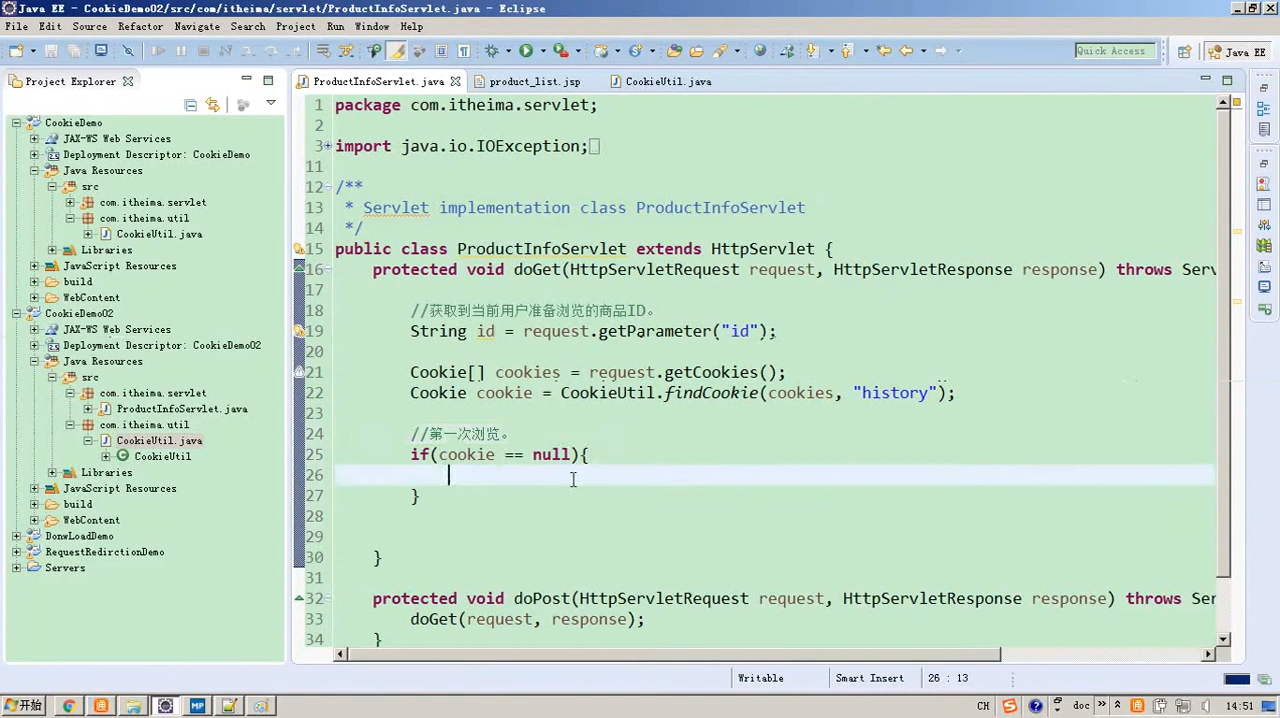 Java EE - CookieDemo02/src/com/itheima/servlet/ProductInfoServlet.java - Eclipse
File Edit Source Refactor Navigate Search Project Run Window Help
Quick Access
Java EE
Project Explorer
ProductInfoServlet.java
product_list.jsp
CookieUtil.java
CookieDemo
JAX-WS Web Services
Deployment Descriptor: CookieDemo
Java Resources
src
com.itheima.servlet
com.itheima.util
CookieUtil.java
Libraries
JavaScript Resources
build
WebContent
CookieDemo02
JAX-WS Web Services
Deployment Descriptor: CookieDemo02
Java Resources
src
com.itheima.servlet
ProductInfoServlet.java
com.itheima.util
CookieUtil.java
CookieUtil
Libraries
JavaScript Resources
build
WebContent
DonwLoadDemo
RequestRedirctionDemo
Servers
1 package com.itheima.servlet;
2
3 import java.io.IOException;
11
12 /**
13 * Servlet implementation class ProductInfoServlet
14 */
15 public class ProductInfoServlet extends HttpServlet {
16 protected void doGet(HttpServletRequest request, HttpServletResponse response) throws Serv
17
18 //获取到当前用户准备浏览的商品ID。
19 String id = request.getParameter("id");
20
21 Cookie[] cookies = request.getCookies();
22 Cookie cookie = CookieUtil.findCookie(cookies, "history");
23
24 //第一次浏览。
25 if(cookie == null){
26
27 }
28
29
30 }
31
32 protected void doPost(HttpServletRequest request, HttpServletResponse response) throws Ser
33 doGet(request, response);
34 }
Writable
Smart Insert
26 : 13
开始
MP
CH
doc
14:51